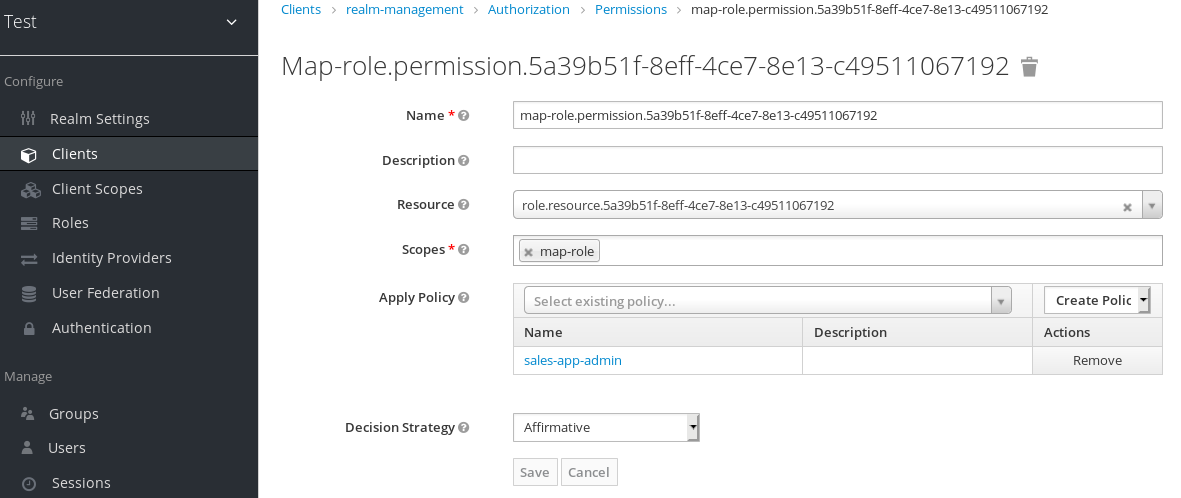 Test
Configure
Realm Settings
Clients
Client Scopes
Roles
Identity Providers
User Federation
Authentication
Manage
Groups
Users
Sessions
Clients > realm-management > Authorization > Permissions > map-role.permission.5a39b51f-8eff-4ce7-8e13-c49511067192
Map-role.permission.5a39b51f-8eff-4ce7-8e13-c49511067192
Name * map-role.permission.5a39b51f-8eff-4ce7-8e13-c49511067192
Description
Resource role.resource.5a39b51f-8eff-4ce7-8e13-c49511067192
Scopes * map-role
Apply Policy Select existing policy... Create Polic
Name Description Actions
sales-app-admin Remove
Decision Strategy Affirmative
Save Cancel